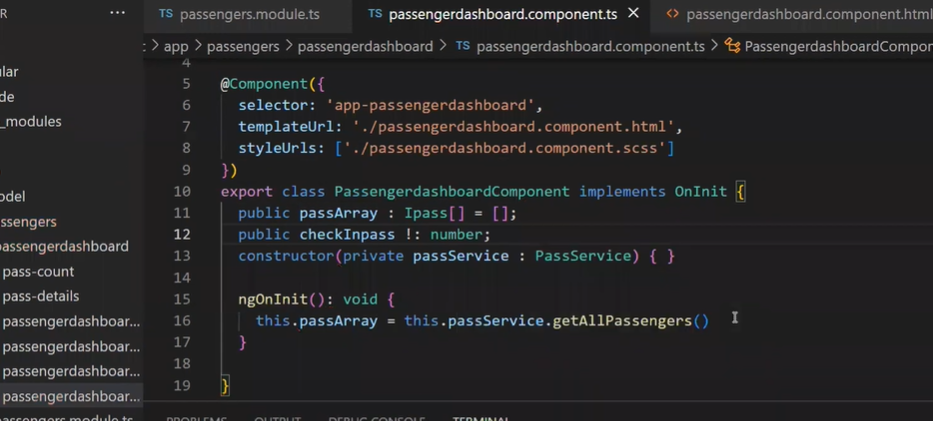 R ···
TS passengers.module.ts TS passengerdashboard.component.ts × <> passengerdashboard.component.html
> app > passengers > passengerdashboard > TS passengerdashboard.component.ts > PassengerdashboardCompon
4
5 @Component({
6 selector: 'app-passengerdashboard',
7 templateUrl: './passengerdashboard.component.html',
8 styleUrls: ['./passengerdashboard.component.scss']
9 })
10 export class PassengerdashboardComponent implements OnInit {
11 public passArray : Ipass[] = [];
12 public checkInpass !: number;
13 constructor(private passService : PassService) { }
14
15 ngOnInit(): void {
16 this.passArray = this.passService.getAllPassengers()
17 }
18
19 }
ular
de
_modules
odel
ssengers
passengerdashboard
pass-count
pass-details
passengerdashboar...
passengerdashboar...
passengerdashboar...
passengerdashboar...
passengers.module.ts
PROBLEMS OUTPUT DEBUG CONSOLE TERMINAL